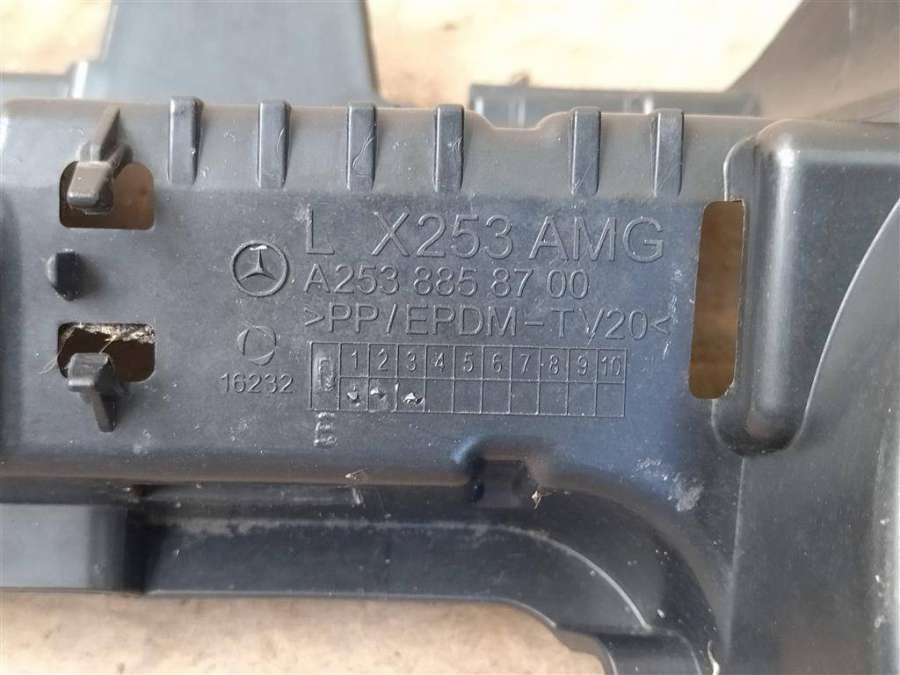 L X253 AMG
A253 885 87 00
>PP/EPDM-TV20<
1 2 3 4 5 6 7 8 9 10
16232